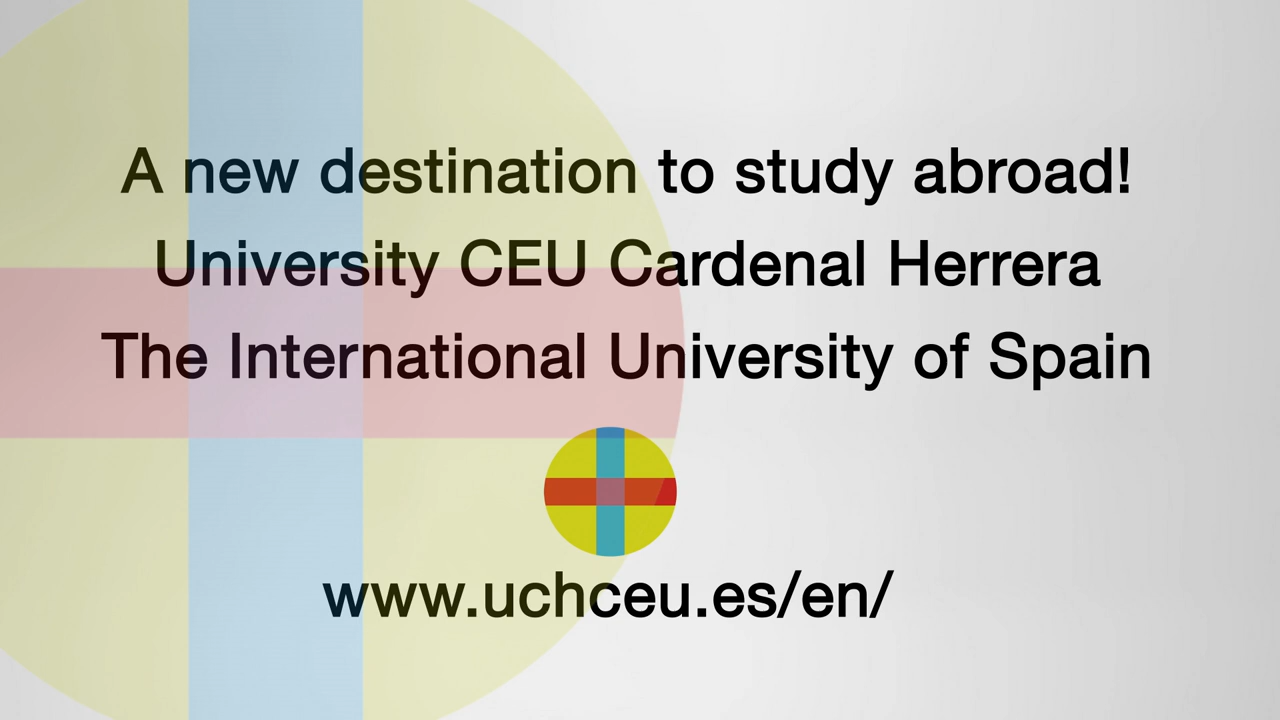 A new destination to study abroad!
University CEU Cardenal Herrera
The International University of Spain
www.uchceu.es/en/